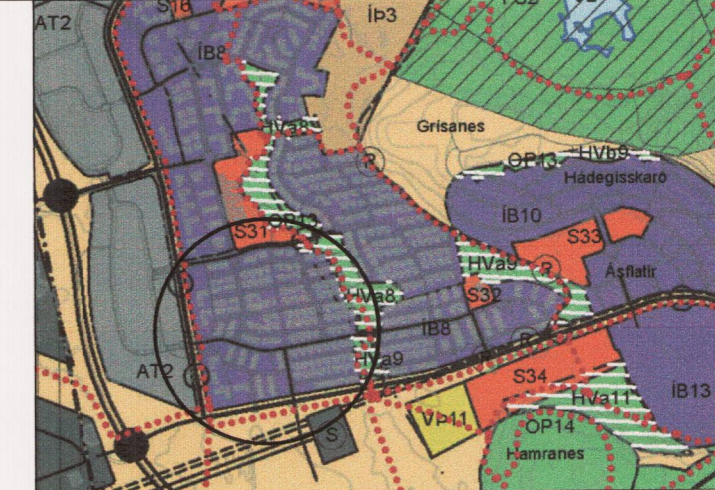 S16
ÍÞ3
AT2
ÍB8
HVa8
Grísanes
R
OP13
HVb9
Hádegisskarð
ÍB10
OP13
S31
S33
HVa9
R
Ásflatir
HVa8
S32
ÍB8
R
HVa9
AT2
S34
ÍB13
HVa11
VÞ11
OP14
S
Hamranes